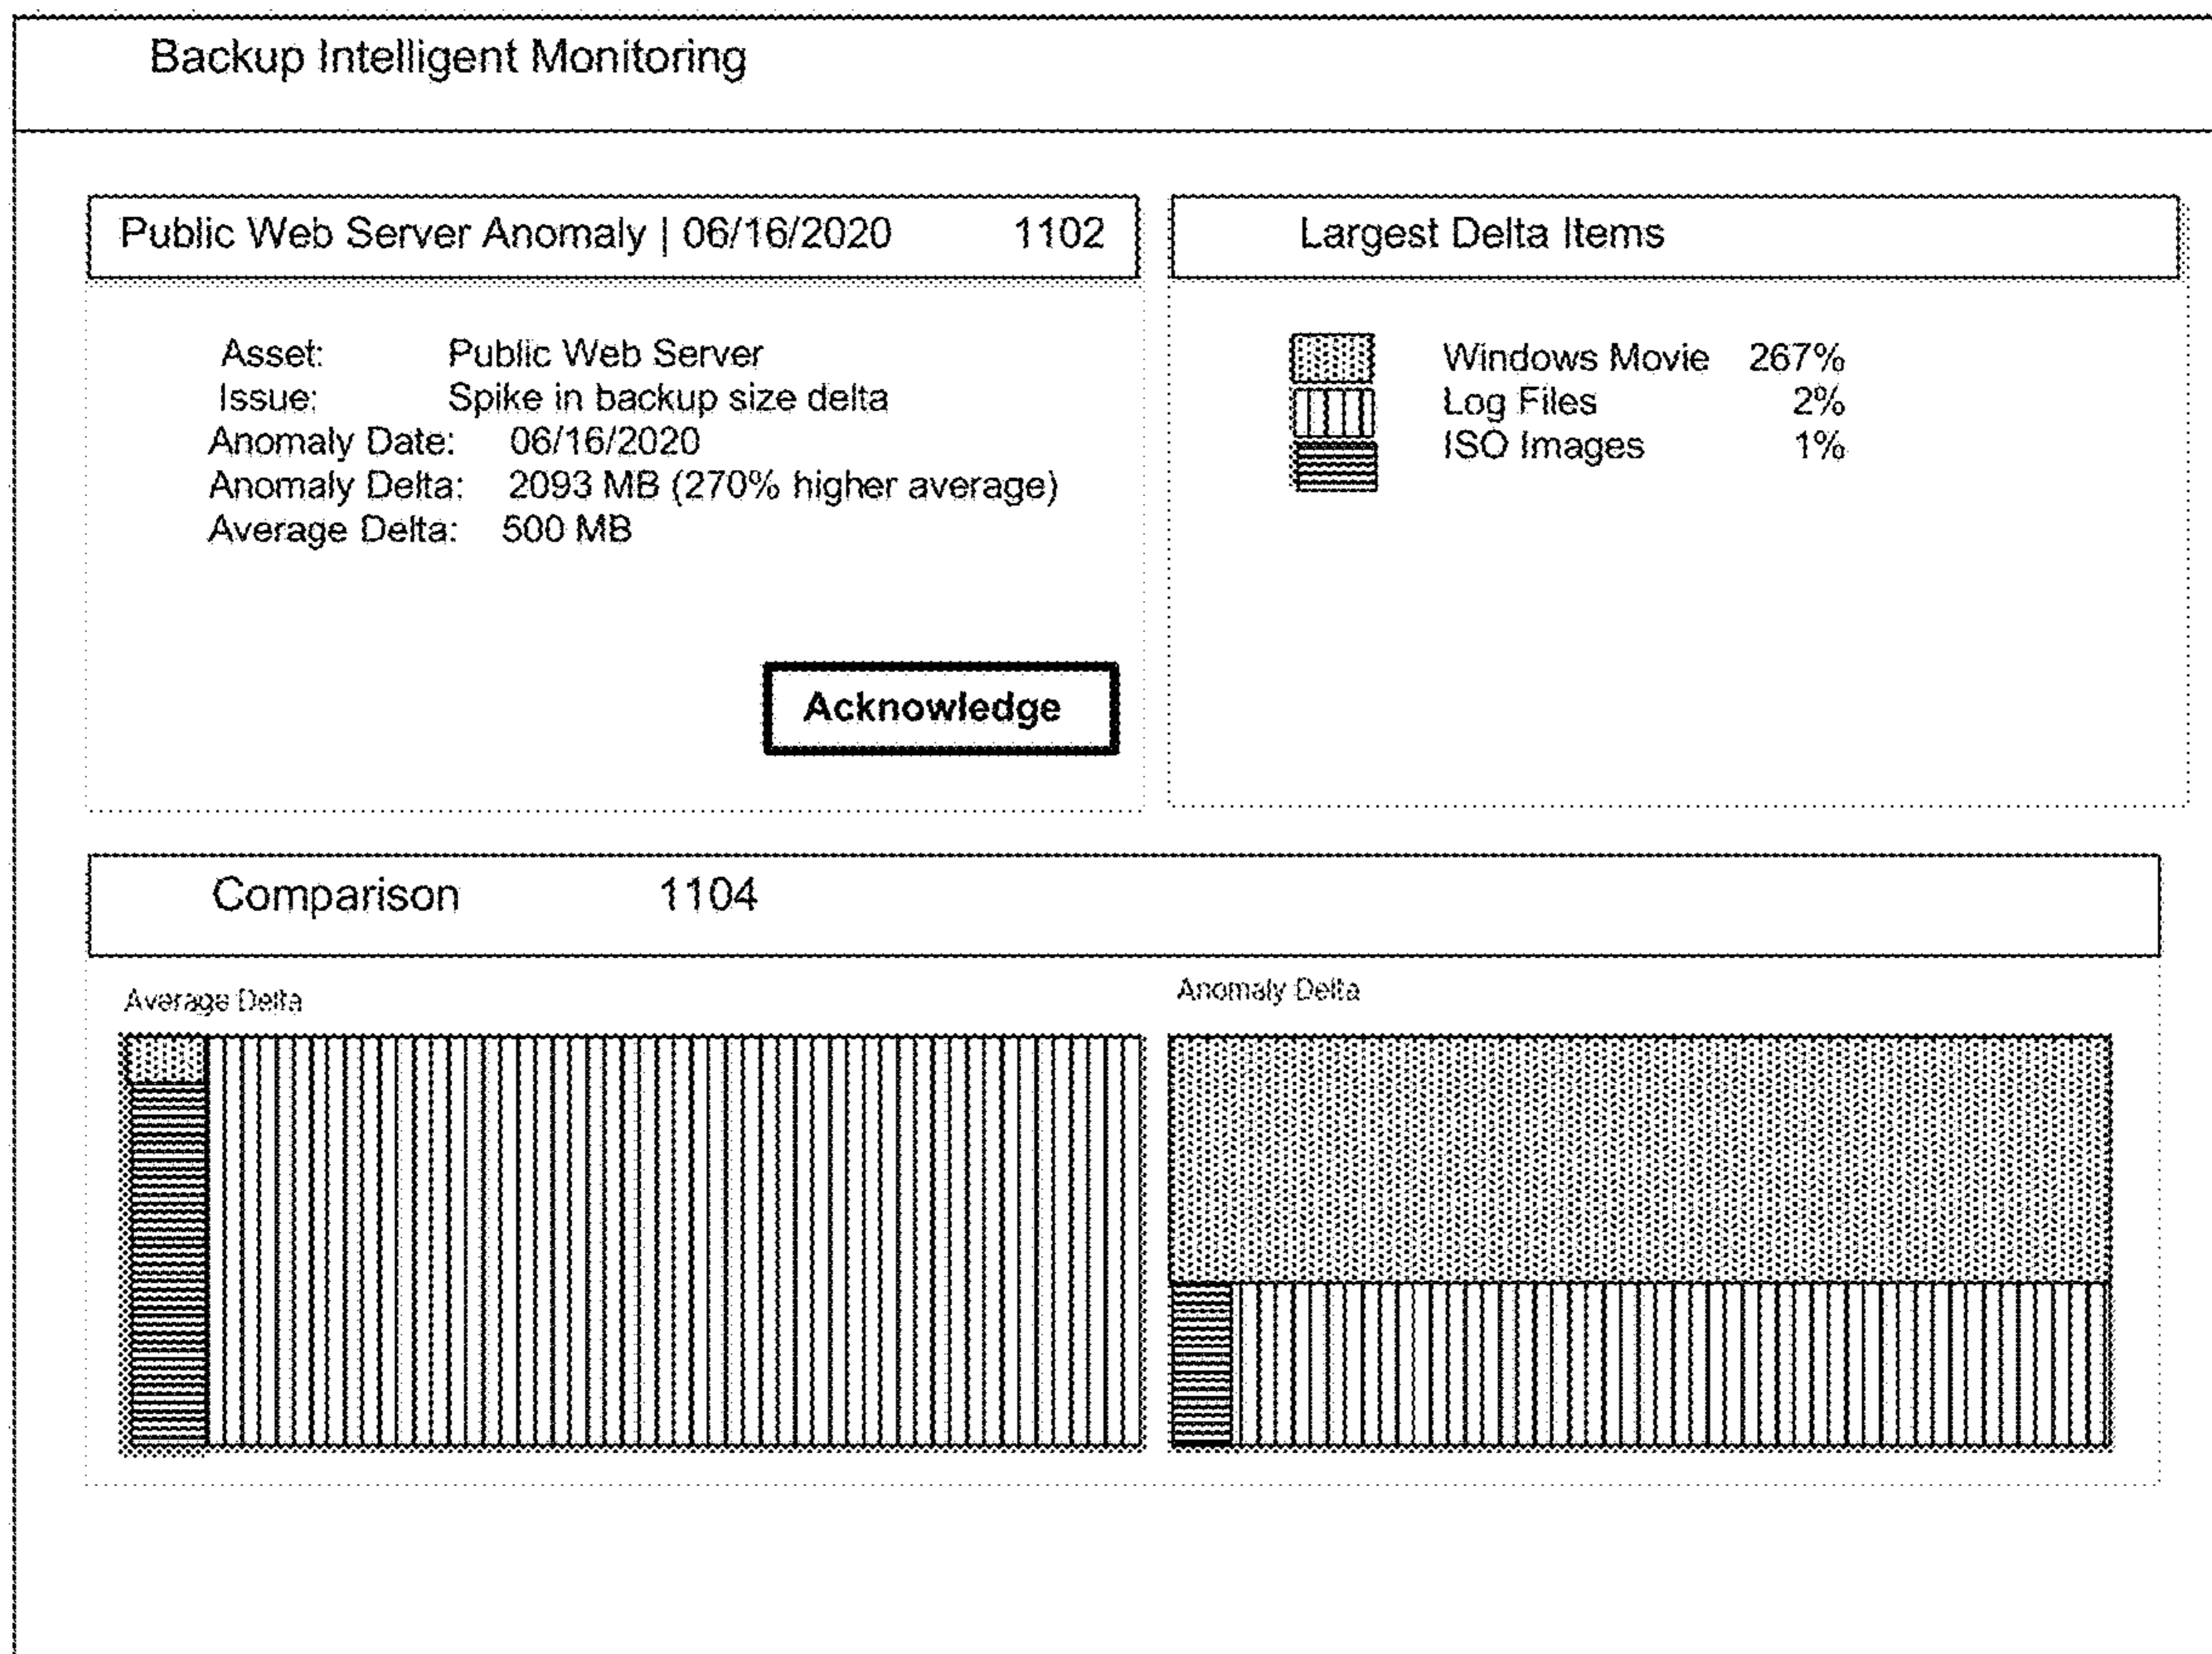 Backup Intelligent Monitoring
Public Web Server Anomaly | 06/16/2020 1102
Asset: Public Web Server
Issue: Spike in backup size delta
Anomaly Date: 06/16/2020
Anomaly Delta: 2093 MB (270% higher average)
Average Delta: 500 MB
Acknowledge
Largest Delta Items
Windows Movie 267%
Log Files 2%
ISO Images 1%
Comparison 1104
Average Delta
Anomaly Delta